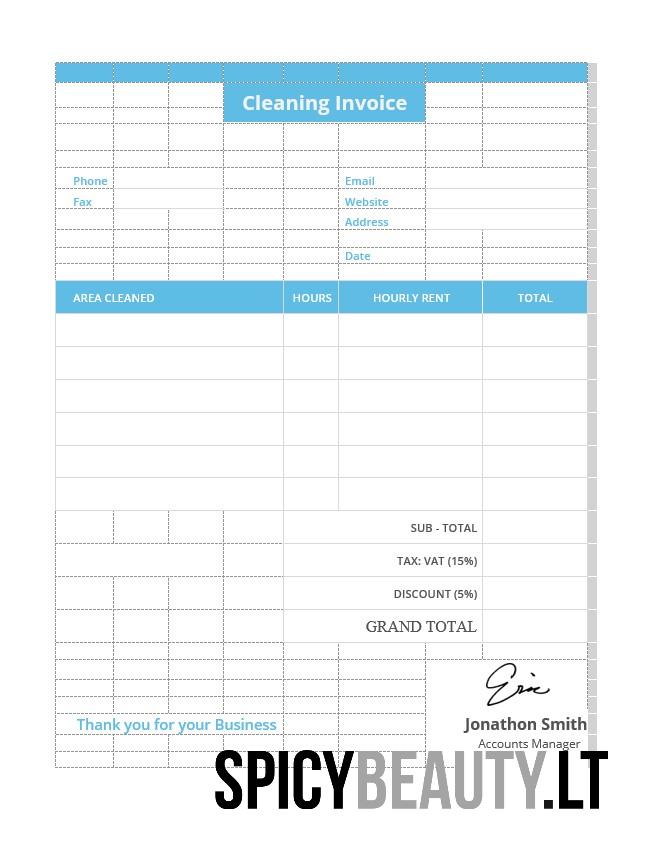 Cleaning Invoice
Phone
Email
Fax
Website
Address
Date
AREA CLEANED HOURS HOURLY RENT TOTAL
SUB - TOTAL
TAX: VAT (15%)
DISCOUNT (5%)
GRAND TOTAL
Eric
Thank you for your Business
Jonathon Smith
Accounts Manager
SPICYBEAUTY.LT